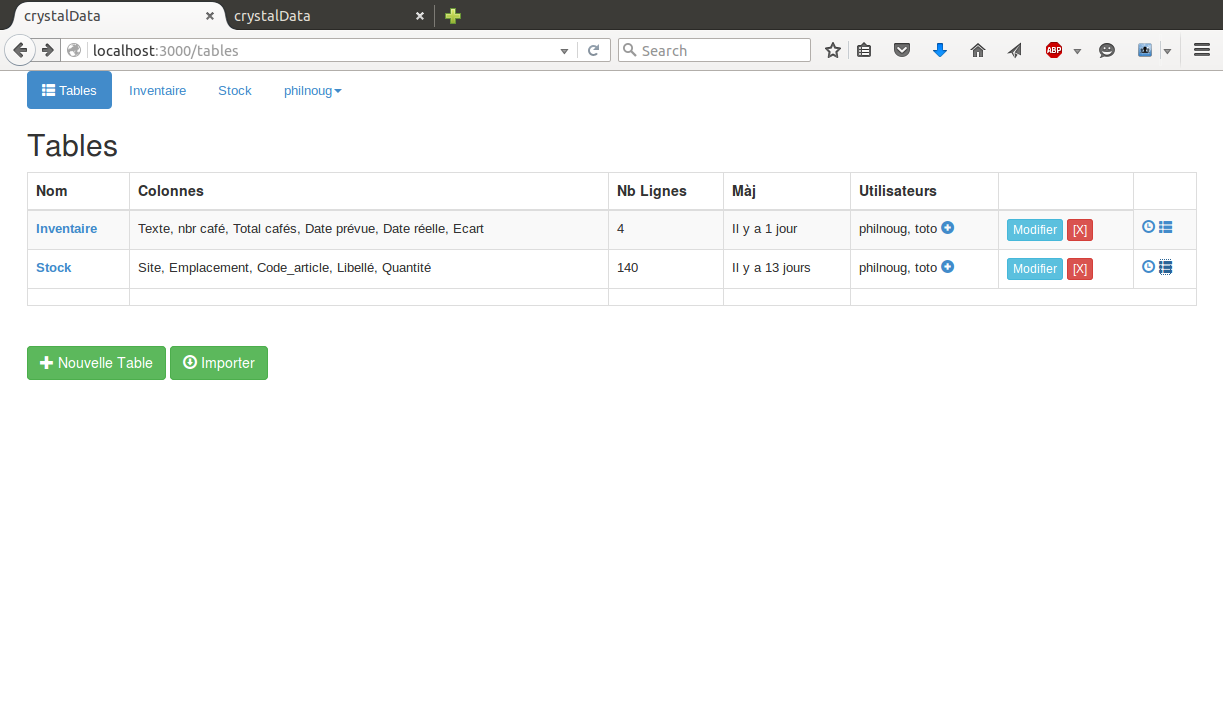 crystalData × crystalData ×
localhost:3000/tables Search ABP
Tables Inventaire Stock philnoug
Tables
Nom Colonnes Nb Lignes Màj Utilisateurs
Inventaire Texte, nbr café, Total cafés, Date prévue, Date réelle, Ecart 4 Il y a 1 jour philnoug, toto Modifier [X]
Stock Site, Emplacement, Code_article, Libellé, Quantité 140 Il y a 13 jours philnoug, toto Modifier [X]
Nouvelle Table Importer